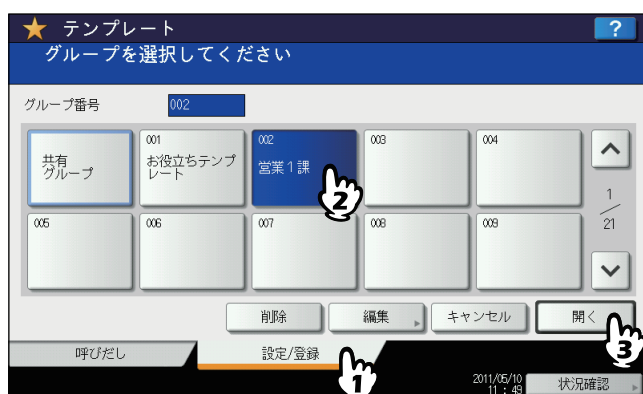 テンプレート
?
グループを選択してください
グループ番号
002
共有
グループ
001
お役立ちテンプ
レート
002
営業1課
003
004
1
21
005
006
007
008
009
削除
編集
キャンセル
開く
呼びだし
設定/登録
2011/05/10
11:49
状況確認
2
1
3